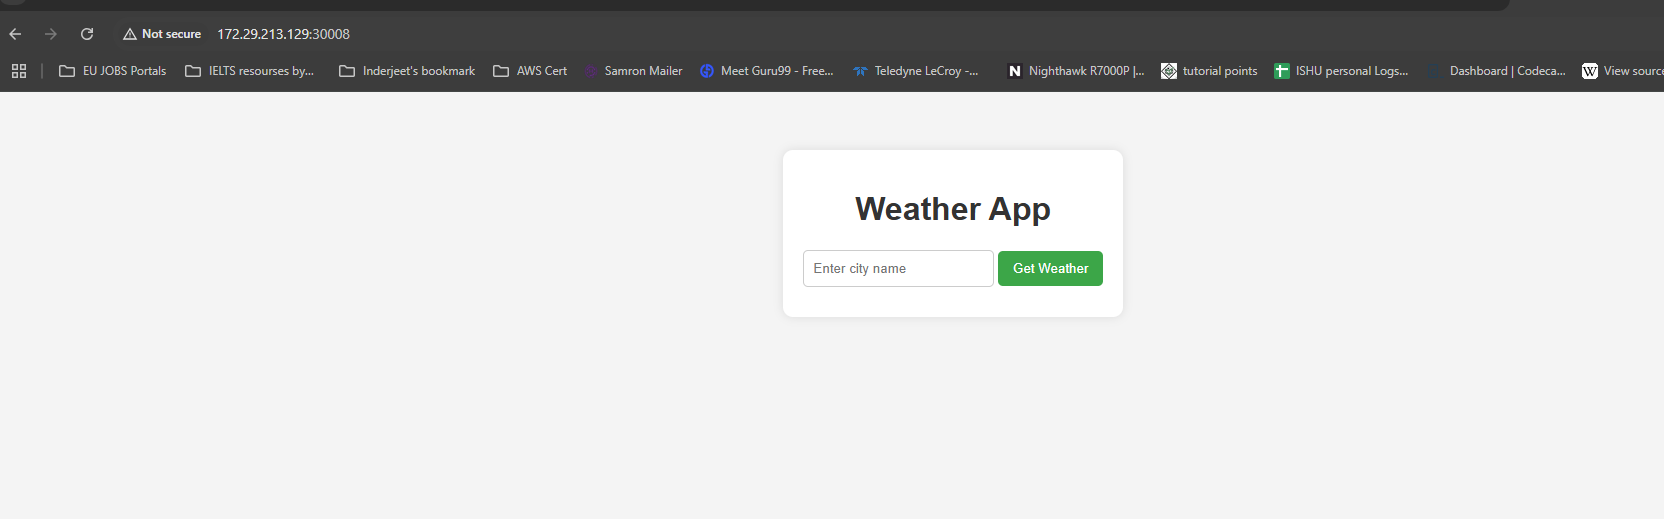 Not secure 172.29.213.129:30008
EU JOBS Portals IELTS resourses by... Inderjeet's bookmark AWS Cert Samron Mailer Meet Guru99 - Free... Teledyne LeCroy -... N Nighthawk R7000P |... tutorial points ISHU personal Logs... Dashboard | Codeca... W View source
Weather App
Enter city name Get Weather